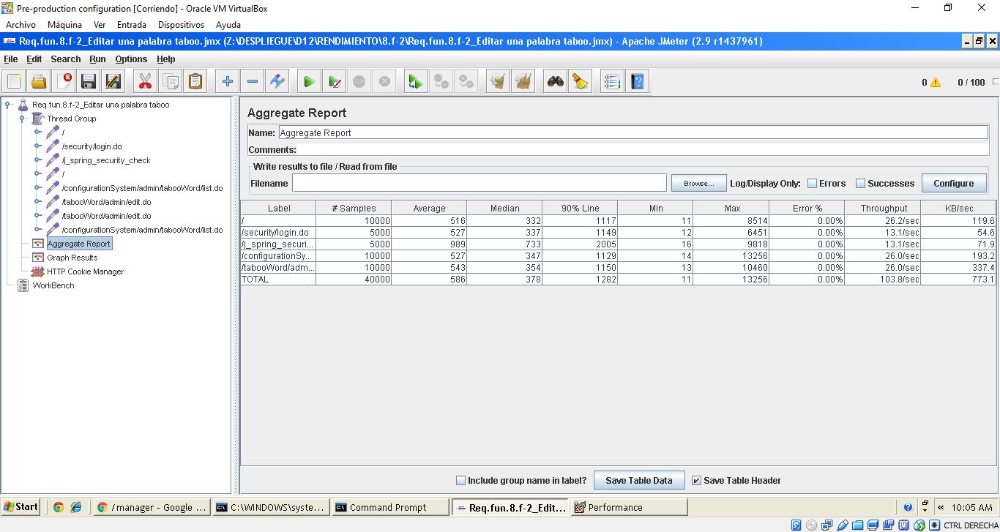 Pre-production configuration [Corriendo] - Oracle VM VirtualBox
Archivo Máquina Ver Entrada Dispositivos Ayuda
Req.fun.8.f-2_Editar una palabra taboo.jmx (Z:\DESPLIEGUE\D12\RENDIMIENTO\8.f-2\Req.fun.8.f-2_Editar una palabra taboo.jmx) - Apache JMeter (2.9 r1437961)
File Edit Search Run Options Help
0 0 / 100
Req.fun.8.f-2_Editar una palabra taboo
Thread Group
/
/security/login.do
/j_spring_security_check
/
/configurationSystem/admin/tabooWord/list.do
/tabooWord/admin/edit.do
/tabooWord/admin/edit.do
/configurationSystem/admin/tabooWord/list.do
Aggregate Report
Graph Results
HTTP Cookie Manager
WorkBench
Aggregate Report
Name: Aggregate Report
Comments:
Write results to file / Read from file
Filename Browse... Log/Display Only: Errors Successes Configure
Label # Samples Average Median 90% Line Min Max Error % Throughput KB/sec
/ 10000 516 332 1117 11 8514 0.00% 26.2/sec 119.6
/security/login.do 5000 527 337 1149 12 6451 0.00% 13.1/sec 54.6
/j_spring_securi... 5000 989 733 2005 16 9818 0.00% 13.1/sec 71.9
/configurationSy... 10000 527 347 1129 14 13256 0.00% 26.0/sec 193.2
/tabooWord/adm... 10000 543 354 1150 13 10460 0.00% 26.0/sec 337.4
TOTAL 40000 586 378 1282 11 13256 0.00% 103.8/sec 773.1
Include group name in label? Save Table Data Save Table Header
Start /manager - Google ... C:\WINDOWS\syste... Command Prompt Req.fun.8.f-2_Edit... Performance « 10:05 AM
CTRL DERECHA